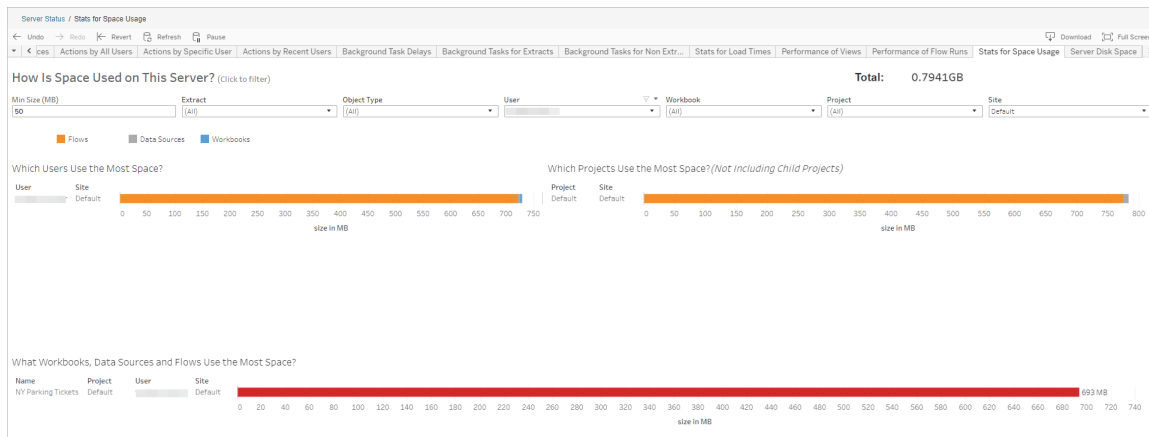 Server Status / Stats for Space Usage
Undo Redo Revert Refresh Pause Download Full Screen
ces Actions by All Users Actions by Specific User Actions by Recent Users Background Task Delays Background Tasks for Extracts Background Tasks for Non Extr... Stats for Load Times Performance of Views Performance of Flow Runs Stats for Space Usage Server Disk Space
How Is Space Used on This Server? (Click to filter) Total: 0.7941GB
Min Size (MB) Extract Object Type User Workbook Project Site
50 (All) (All) (All) (All) Default
Flows Data Sources Workbooks
Which Users Use the Most Space? Which Projects Use the Most Space?(Not Including Child Projects)
User Site Project Site
Default Default Default
0 50 100 150 200 250 300 350 400 450 500 550 600 650 700 750 0 50 100 150 200 250 300 350 400 450 500 550 600 650 700 750 800
size in MB size in MB
What Workbooks, Data Sources and Flows Use the Most Space?
Name Project User Site
NY Parking Tickets Default Default 693 MB
0 20 40 60 80 100 120 140 160 180 200 220 240 260 280 300 320 340 360 380 400 420 440 460 480 500 520 540 560 580 600 620 640 660 680 700 720 740
size in MB